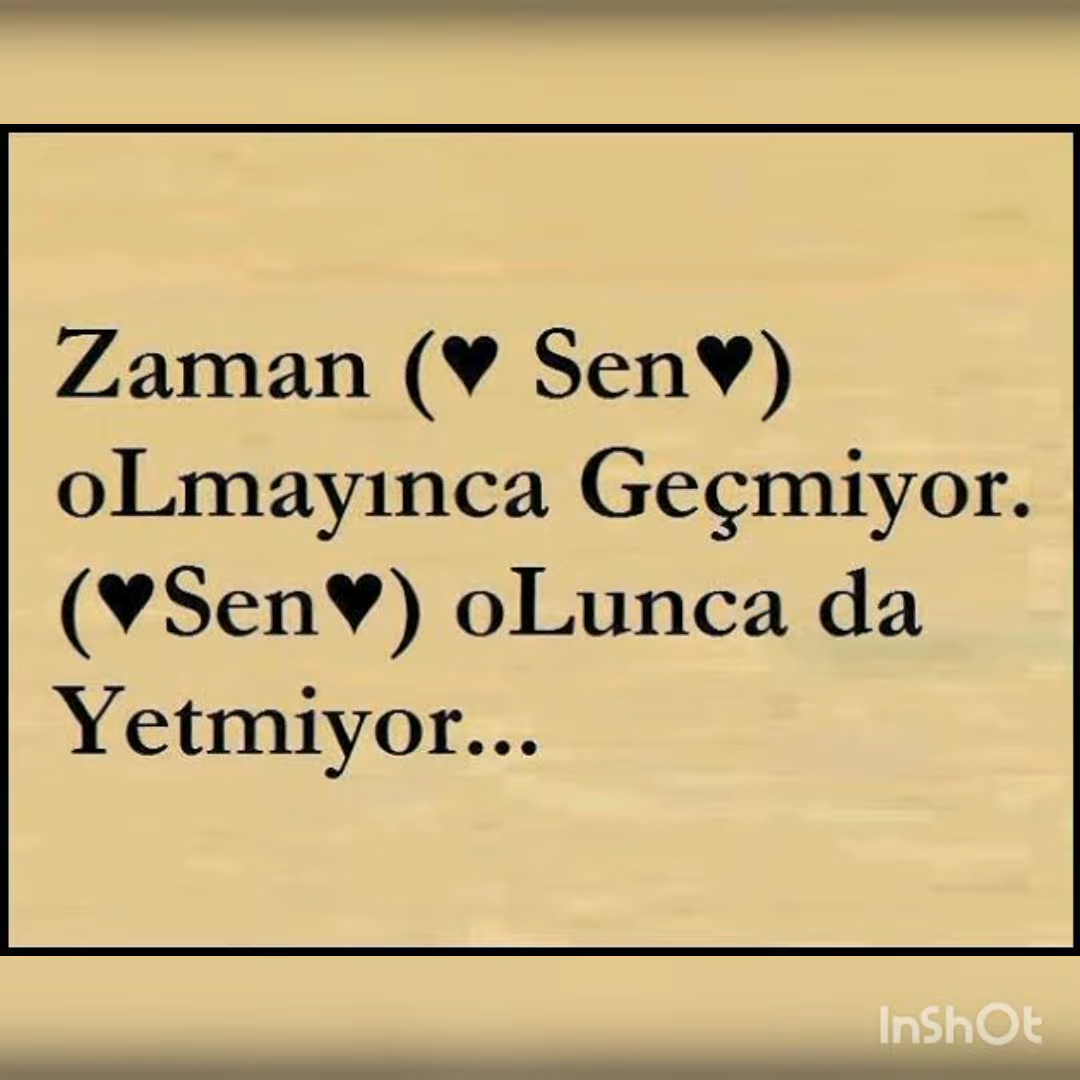 Zaman (♥ Sen♥)
oLmayınca Geçmiyor.
(♥Sen♥) oLunca da
Yetmiyor...
InShOt